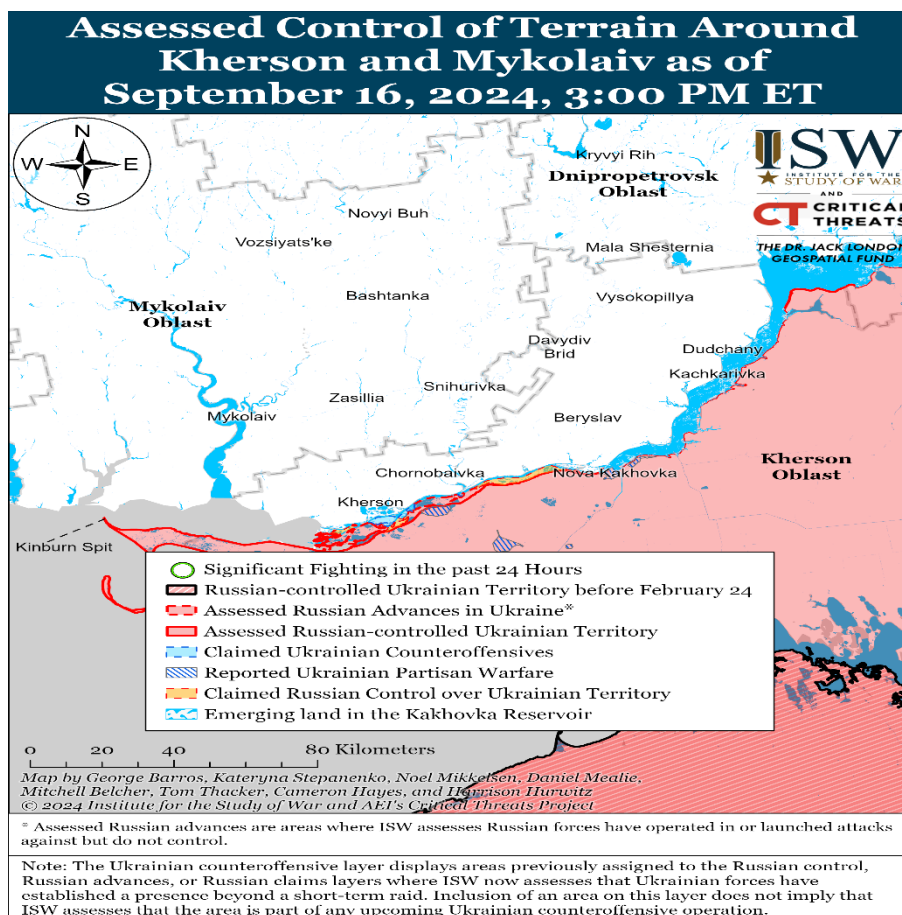 Assessed Control of Terrain Around
Kherson and Mykolaiv as of
September 16, 2024, 3:00 PM ET
N
W
E
S
ISW
INSTITUTE FOR THE
STUDY OF WAR
AND
CT
CRITICAL
THREATS
THE DR. JACK LONDON
GEOSPATIAL FUND
Kryvyi Rih
Dnipropetrovsk
Oblast
Novyi Buh
Vozsiyats'ke
Mala Shesternia
Bashtanka
Vysokopillya
Mykolaiv
Oblast
Davydiv
Brid
Dudchany
Kachkarivka
Snihurivka
Zasillia
Mykolaiv
Beryslav
Kherson
Oblast
Chornobaivka
Nova Kakhovka
Kherson
Kinburn Spit
Significant Fighting in the past 24 Hours
Russian-controlled Ukrainian Territory before February 24
Assessed Russian Advances in Ukraine*
Assessed Russian-controlled Ukrainian Territory
Claimed Ukrainian Counteroffensives
Reported Ukrainian Partisan Warfare
Claimed Russian Control over Ukrainian Territory
Emerging land in the Kakhovka Reservoir
0 20 40 80 Kilometers
Map by George Barros, Kateryna Stepanenko, Noel Mikkelsen, Daniel Mealie,
Mitchell Belcher, Tom Thacker, Cameron Hayes, and Harrison Hurwitz
© 2024 Institute for the Study of War and AEI's Critical Threats Project
* Assessed Russian advances are areas where ISW assesses Russian forces have operated in or launched attacks
against but do not control.
Note: The Ukrainian counteroffensive layer displays areas previously assigned to the Russian control,
Russian advances, or Russian claims layers where ISW now assesses that Ukrainian forces have
established a presence beyond a short-term raid. Inclusion of an area on this layer does not imply that
ISW assesses that the area is part of any upcoming Ukrainian counteroffensive operation.